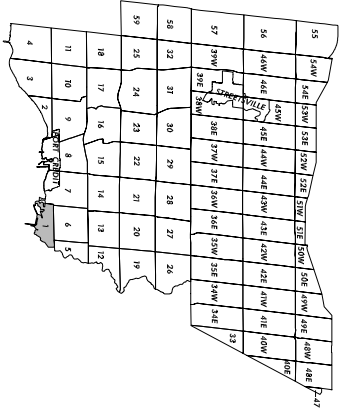 59
58
57
56
55
4
11
18
25
32
39W
46W
54W
3
10
17
24
31
39E
46E
54E
53W
STREETSVILLE
38W
45W
2
9
16
23
30
38E
45E
53E
PORT CREDIT
8
15
22
29
37W
44W
52W
7
14
21
28
37E
44E
52E
36W
43W
51W
6
13
20
27
36E
43E
51E
5
12
19
26
35W
42W
50W
35E
42E
50E
34W
41W
49W
34E
41E
49E
33
40W
48W
40E
48E
47